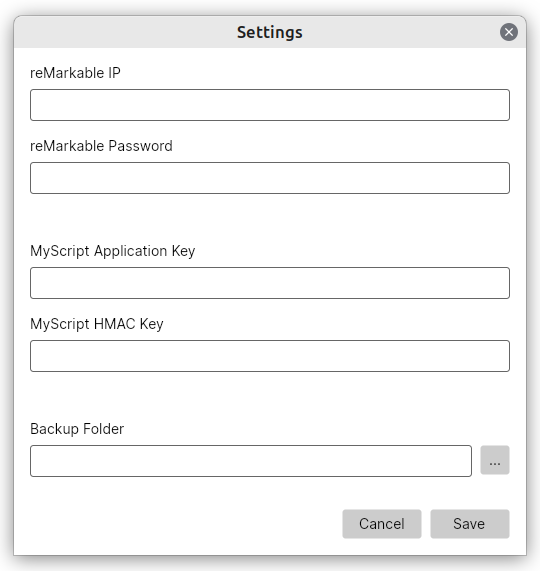 Settings
reMarkable IP
reMarkable Password
MyScript Application Key
MyScript HMAC Key
Backup Folder
...
Cancel Save